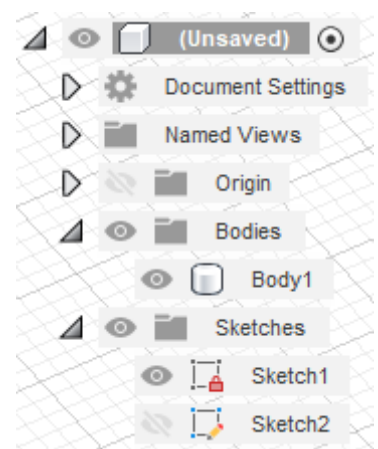 (Unsaved)
Document Settings
Named Views
Origin
Bodies
Body1
Sketches
Sketch1
Sketch2